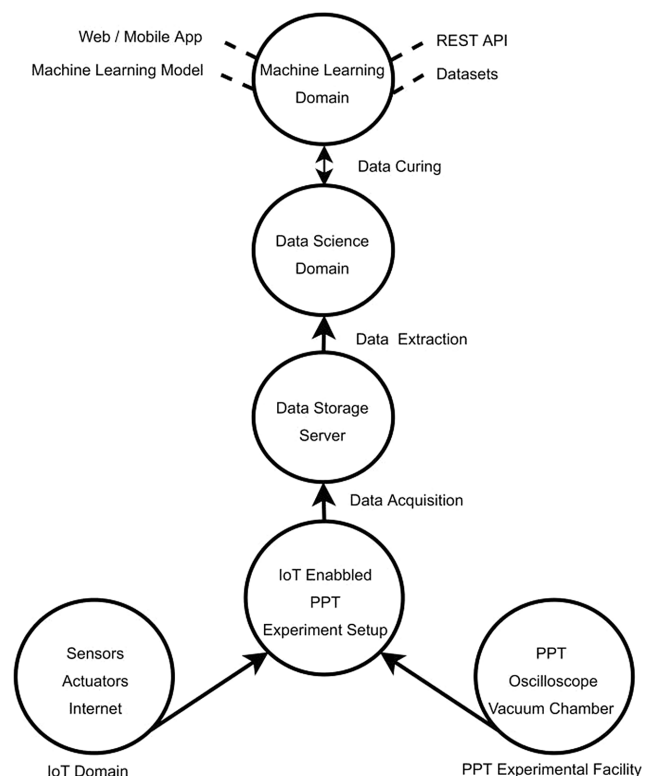 Web / Mobile App
REST API
Machine Learning Model
Machine Learning
Domain
Datasets
Data Curing
Data Science
Domain
Data Extraction
Data Storage
Server
Data Acquisition
IoT Enabbled
PPT
Experiment Setup
Sensors
Actuators
Internet
PPT
Oscilloscope
Vacuum Chamber
IoT Domain
PPT Experimental Facility